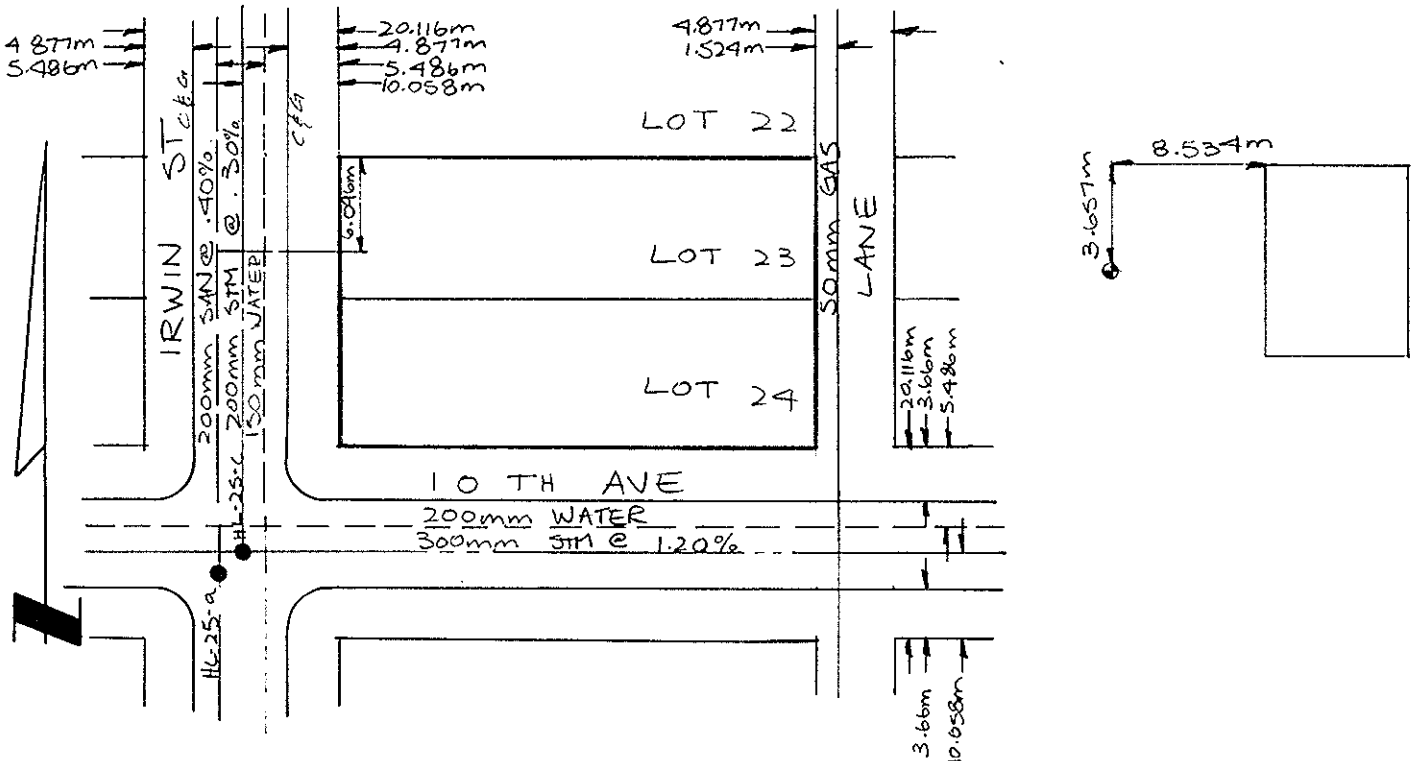 20.116m
4.877m
4.877m
5.486m
5.486m
10.058m
4.877m
1.524m
IRWIN ST
C&G
C&G
200mm SAN @ .40%
200mm STM @ .30%
150mm WATER
6.096m
LOT 22
LOT 23
LOT 24
50mm GAS
LANE
8.534m
3.657m
20.116m
3.66m
5.486m
10TH AVE
200mm WATER
300mm STM @ 1.20%
HL-25-c
HL-25-a
3.66m
10.058m